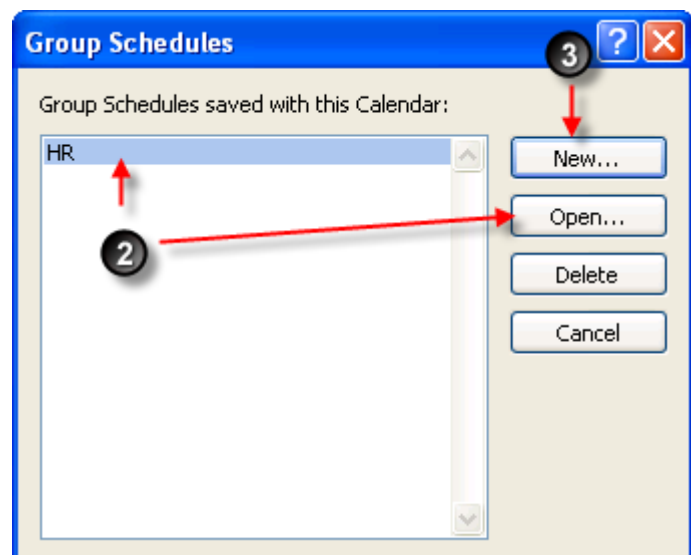 Group Schedules
3
?
X
Group Schedules saved with this Calendar:
HR
New...
Open...
2
Delete
Cancel